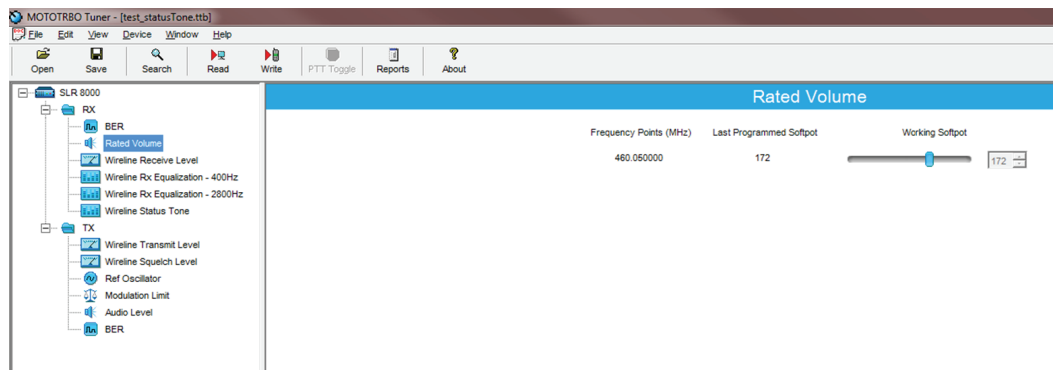 MOTOTRBO Tuner - [test_statusTone.ttb]
File Edit View Device Window Help
Open Save Search Read Write PTT Toggle Reports About
SLR 8000
RX
BER
Rated Volume
Wireline Receive Level
Wireline Rx Equalization - 400Hz
Wireline Rx Equalization - 2800Hz
Wireline Status Tone
TX
Wireline Transmit Level
Wireline Squelch Level
Ref Oscillator
Modulation Limit
Audio Level
BER
Rated Volume
Frequency Points (MHz) Last Programmed Softpot Working Softpot
460.050000 172 172